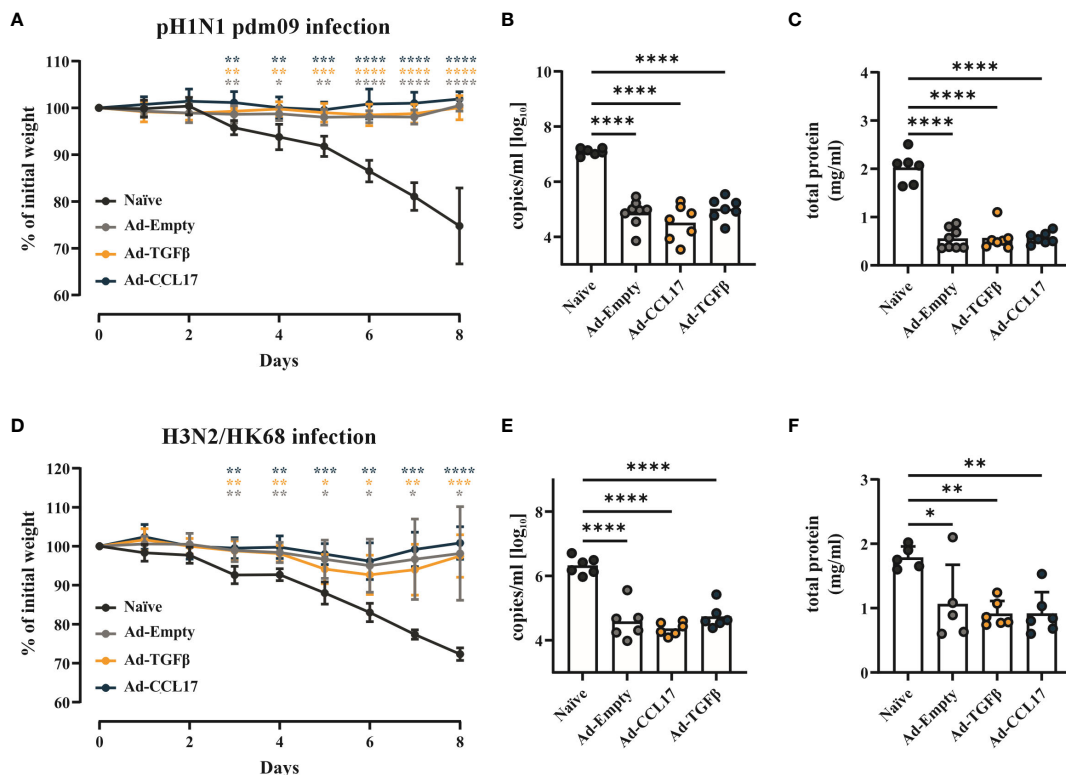 A
pH1N1 pdm09 infection
** ** *** **** **** ****
** ** *** **** **** ****
** * ** **** **** ****
110
100
90
80
70
60
% of initial weight
Naïve
Ad-Empty
Ad-TGFβ
Ad-CCL17
0 2 4 6 8
Days
B
****
****
****
10
8
6
4
copies/ml [log10]
Naïve
Ad-Empty
Ad-CCL17
Ad-TGFβ
C
****
****
****
3
2
1
0
total protein
(mg/ml)
Naïve
Ad-Empty
Ad-TGFβ
Ad-CCL17
D
H3N2/HK68 infection
** ** *** ** *** ****
** ** * * ** ***
** ** * * * *
120
110
100
90
80
70
60
% of initial weight
Naïve
Ad-Empty
Ad-TGFβ
Ad-CCL17
0 2 4 6 8
Days
E
****
****
****
8
6
4
copies/ml [log10]
Naïve
Ad-Empty
Ad-CCL17
Ad-TGFβ
F
**
**
*
3
2
1
0
total protein
(mg/ml)
Naïve
Ad-Empty
Ad-TGFβ
Ad-CCL17